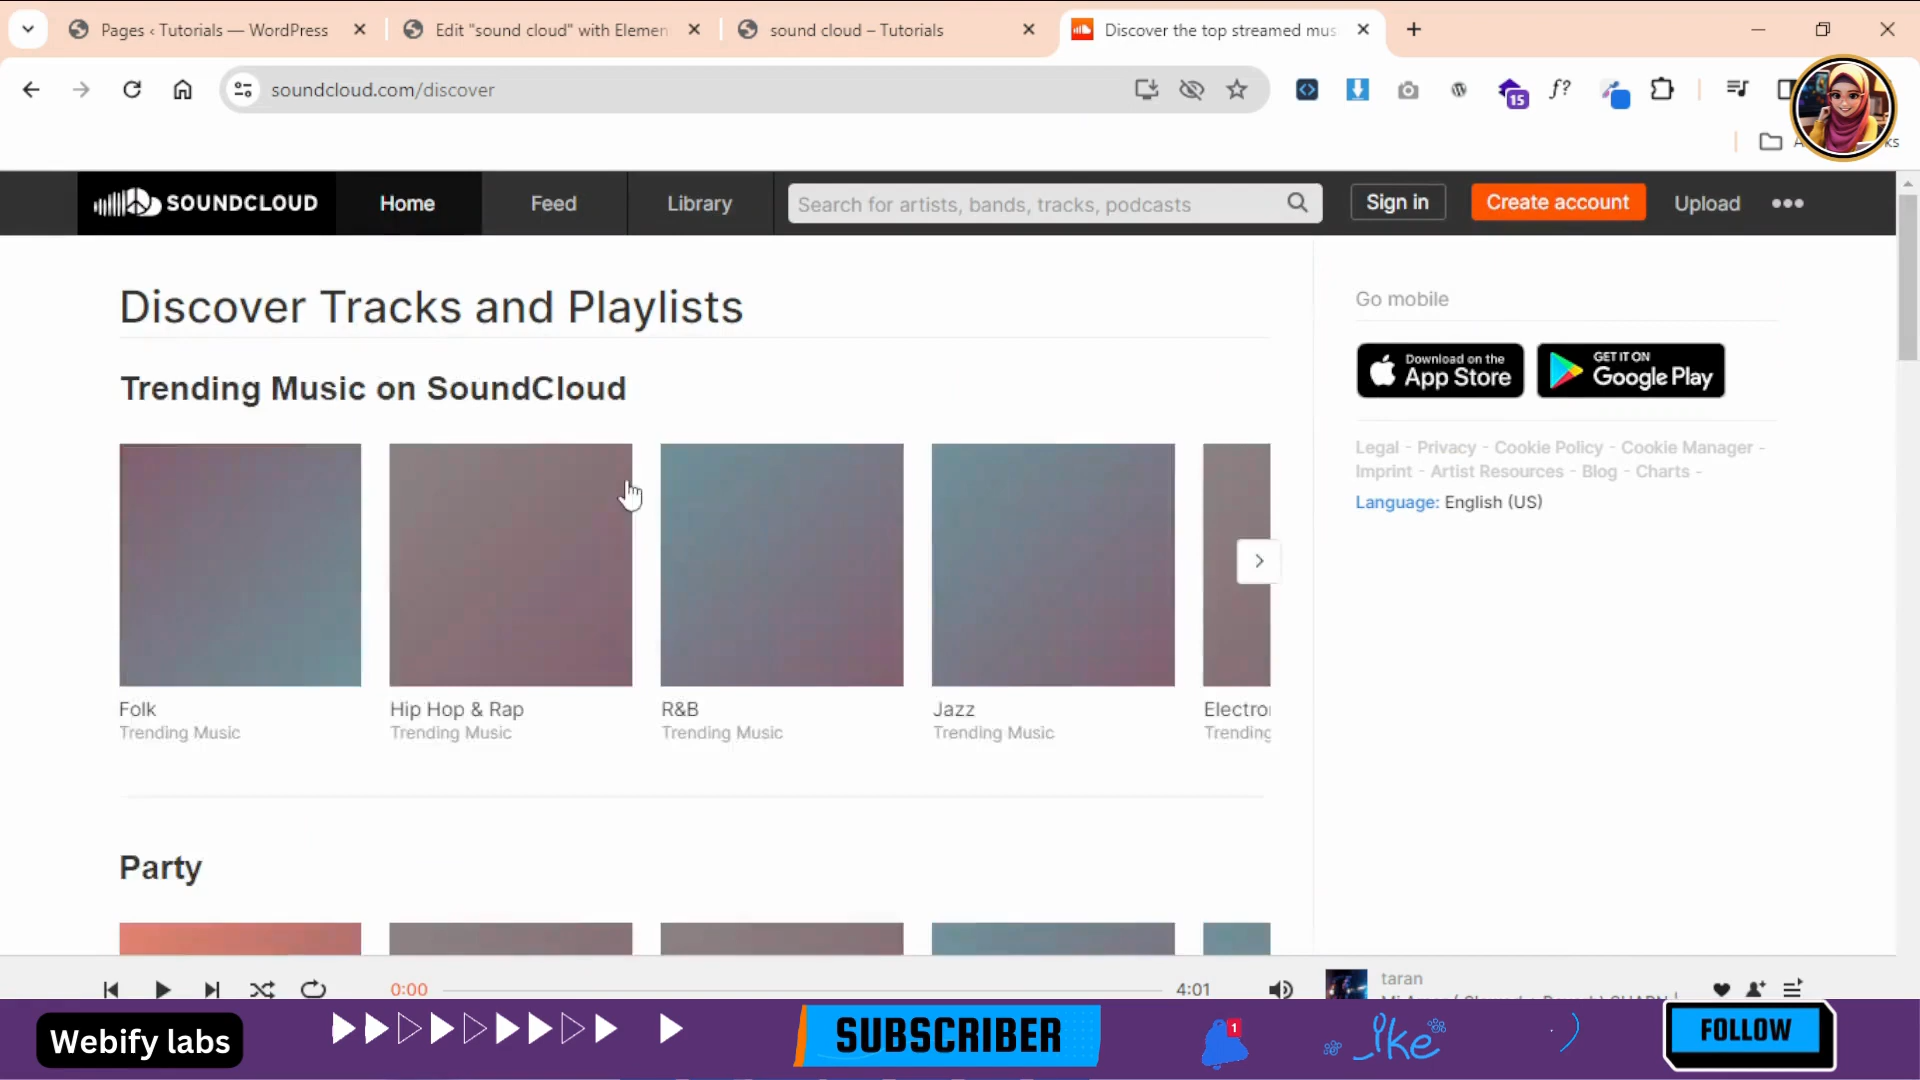 Pages ‹ Tutorials — WordPress
Edit "sound cloud" with Elemen
sound cloud – Tutorials
Discover the top streamed mus
soundcloud.com/discover
f?
15
SOUNDCLOUD
Home
Feed
Library
Search for artists, bands, tracks, podcasts
Sign in
Create account
Upload
Discover Tracks and Playlists
Go mobile
Download on the
App Store
GET IT ON
Google Play
Trending Music on SoundCloud
Legal - Privacy - Cookie Policy - Cookie Manager -
Imprint - Artist Resources - Blog - Charts -
Language: English (US)
Folk
Trending Music
Hip Hop & Rap
Trending Music
R&B
Trending Music
Jazz
Trending Music
Electron
Trending
Party
0:00
4:01
taran
Webify labs
SUBSCRIBER
1
like
FOLLOW